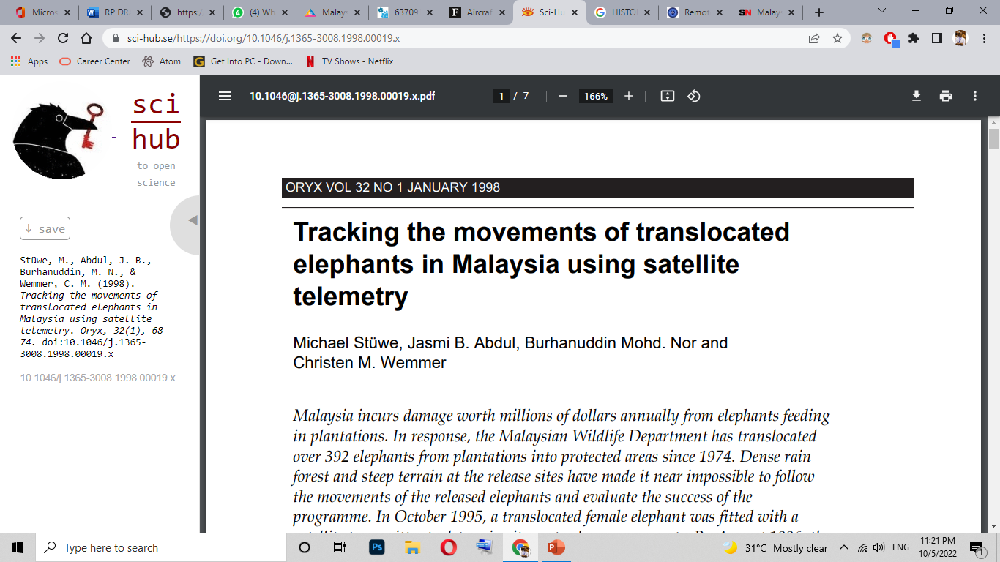 Micros
RP DR
https:/
(4) Wh
Malay
63709
Aircraf
Sci-Hu
HISTO
Remot
SN Malay
sci-hub.se/https://doi.org/10.1046/j.1365-3008.1998.00019.x
Apps Career Center Atom Get Into PC - Down... TV Shows - Netflix
sci
hub
to open
science
↓ save
Stüwe, M., Abdul, J. B.,
Burhanuddin, M. N., &
Wemmer, C. M. (1998).
Tracking the movements of
translocated elephants in
Malaysia using satellite
telemetry. Oryx, 32(1), 68–
74. doi:10.1046/j.1365-
3008.1998.00019.x
10.1046/j.1365-3008.1998.00019.x
10.1046@j.1365-3008.1998.00019.x.pdf 1 / 7 166%
ORYX VOL 32 NO 1 JANUARY 1998
Tracking the movements of translocated
elephants in Malaysia using satellite
telemetry
Michael Stüwe, Jasmi B. Abdul, Burhanuddin Mohd. Nor and
Christen M. Wemmer
Malaysia incurs damage worth millions of dollars annually from elephants feeding
in plantations. In response, the Malaysian Wildlife Department has translocated
over 392 elephants from plantations into protected areas since 1974. Dense rain
forest and steep terrain at the release sites have made it near impossible to follow
the movements of the released elephants and evaluate the success of the
programme. In October 1995, a translocated female elephant was fitted with a
Type here to search
Ps
31°C Mostly clear
ENG
11:21 PM
10/5/2022
1